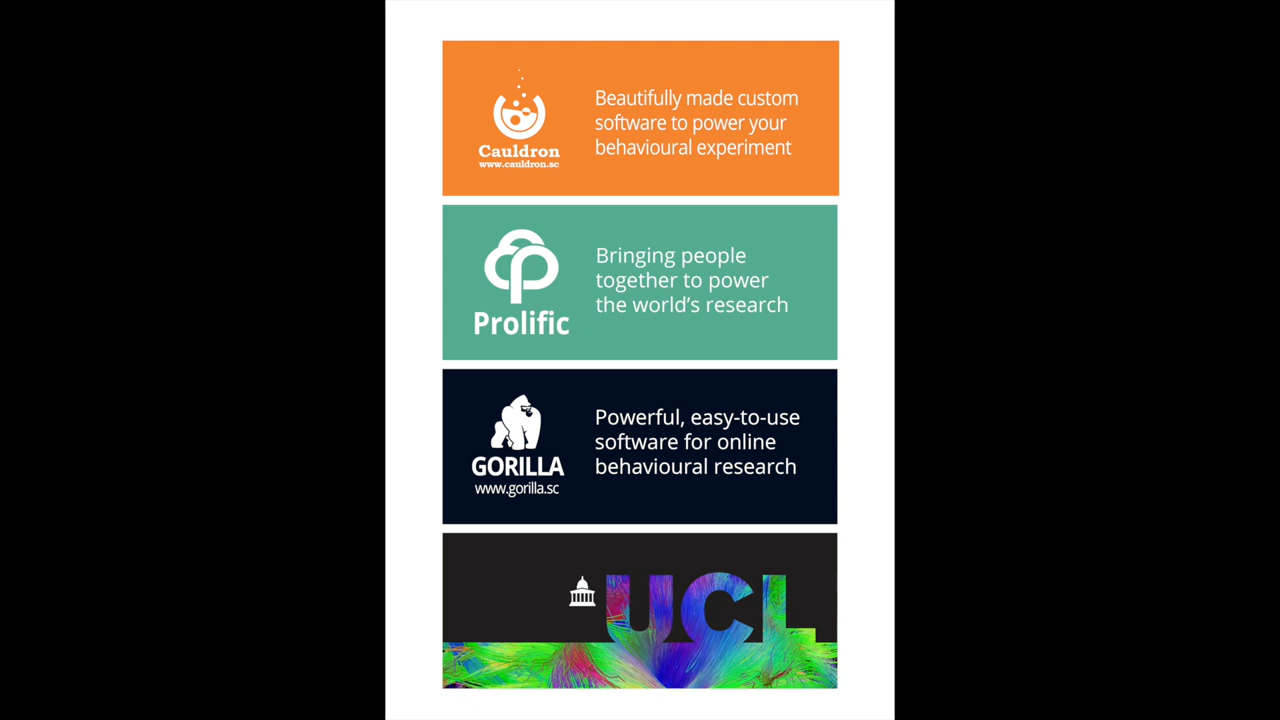 Cauldron
www.cauldron.sc
Beautifully made custom
software to power your
behavioural experiment
Prolific
Bringing people
together to power
the world's research
GORILLA
www.gorilla.sc
Powerful, easy-to-use
software for online
behavioural research
UCL